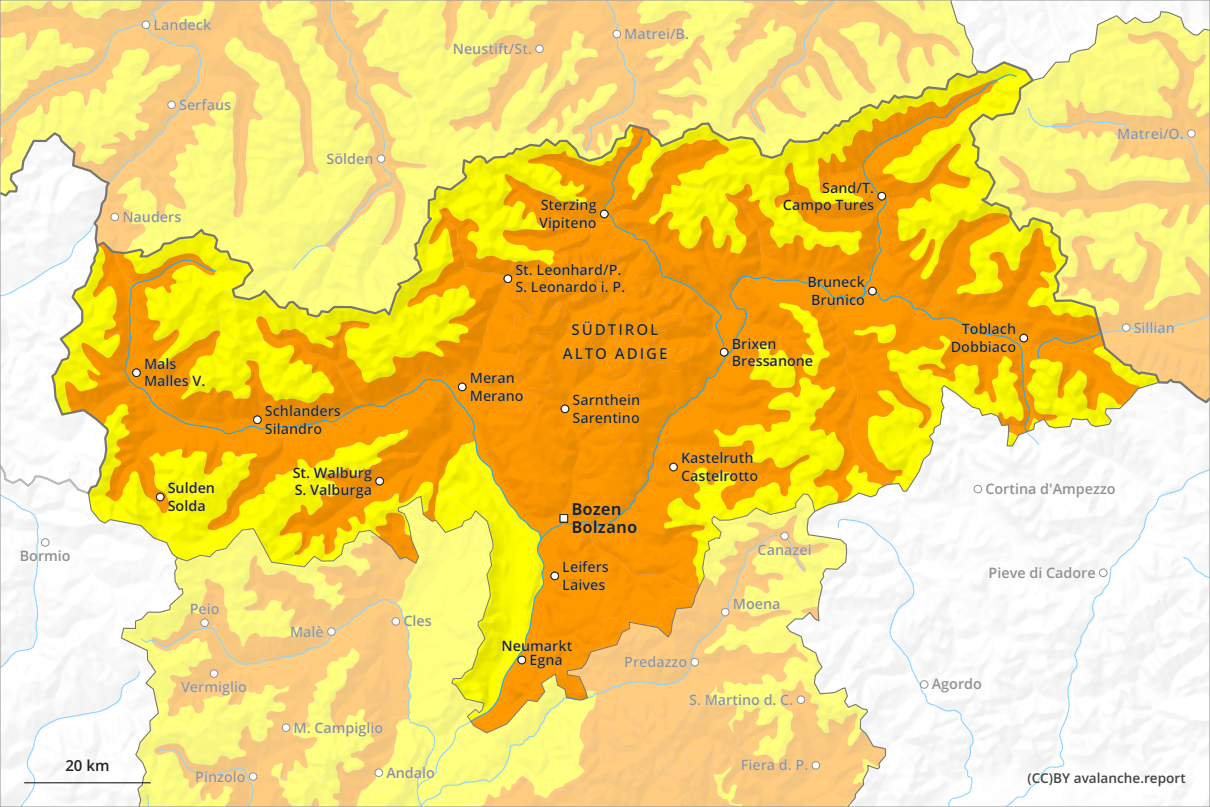 Landeck
Matrei/B.
Neustift/St.
Serfaus
Matrei/O.
Sölden
Sand/T.
Campo Tures
Sterzing
Vipiteno
Nauders
St. Leonhard/P.
S. Leonardo i. P.
Bruneck
Brunico
SÜDTIROL
ALTO ADIGE
Toblach
Dobbiaco
Sillian
Brixen
Bressanone
Mals
Malles V.
Meran
Merano
Sarnthein
Sarentino
Schlanders
Silandro
Kastelruth
Castelrotto
St. Walburg
S. Valburga
Sulden
Solda
Cortina d'Ampezzo
Bozen
Bolzano
Bormio
Canazei
Leifers
Laives
Pieve di Cadore
Peio
Moena
Malè
Cles
Neumarkt
Egna
Predazzo
Vermiglio
Agordo
S. Martino d. C.
M. Campiglio
20 km
Fiera d. P.
Pinzolo
Andalo
(CC)BY avalanche.report